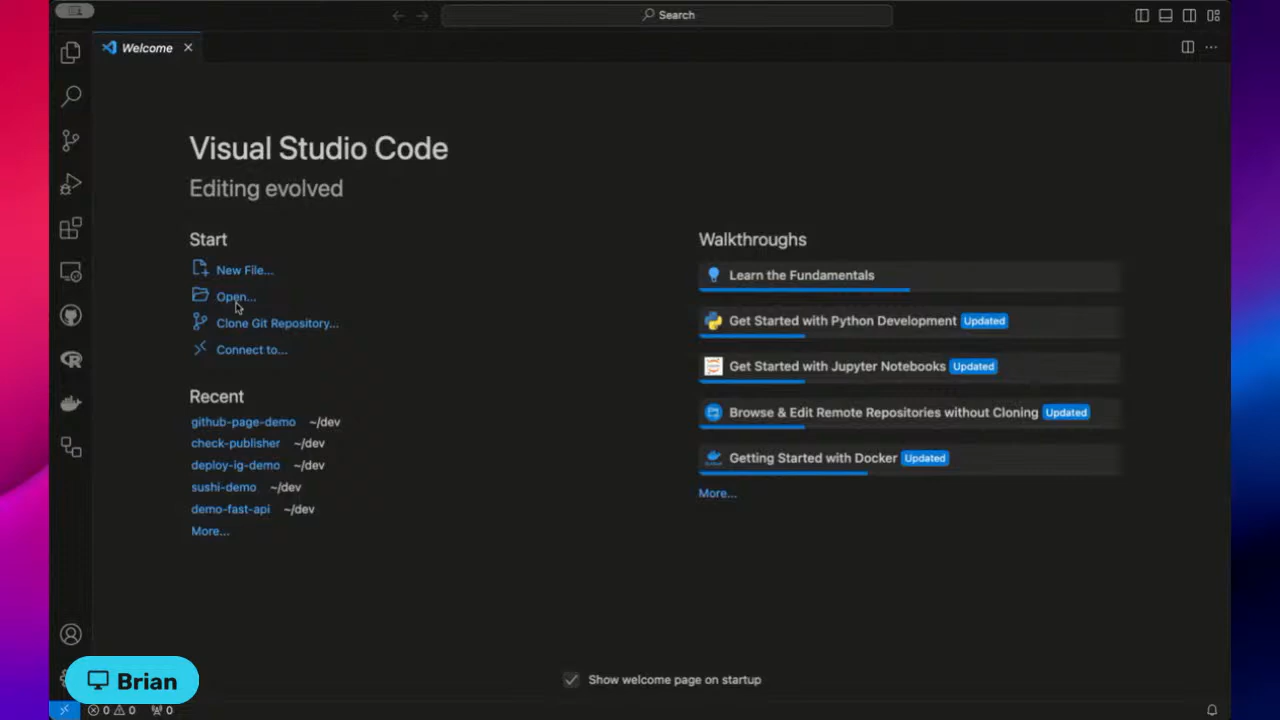 Search
Welcome
Visual Studio Code
Editing evolved
Start
New File...
Open...
Clone Git Repository...
Connect to...
Recent
github-page-demo ~/dev
check-publisher ~/dev
deploy-ig-demo ~/dev
sushi-demo ~/dev
demo-fast-api ~/dev
More...
Walkthroughs
Learn the Fundamentals
Get Started with Python Development Updated
Get Started with Jupyter Notebooks Updated
Browse & Edit Remote Repositories without Cloning Updated
Getting Started with Docker Updated
More...
Show welcome page on startup
Brian
0 0 0